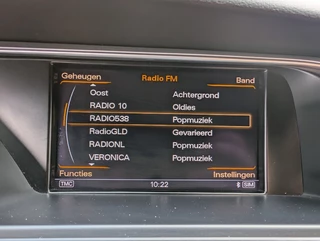 Geheugen Radio FM Band
Oost Achtergrond
RADIO 10 Oldies
RADIO538 Popmuziek
RadioGLD Gevarieerd
RADIONL Popmuziek
VERONICA Popmuziek
Functies Instellingen
TMC 10:22 SIM